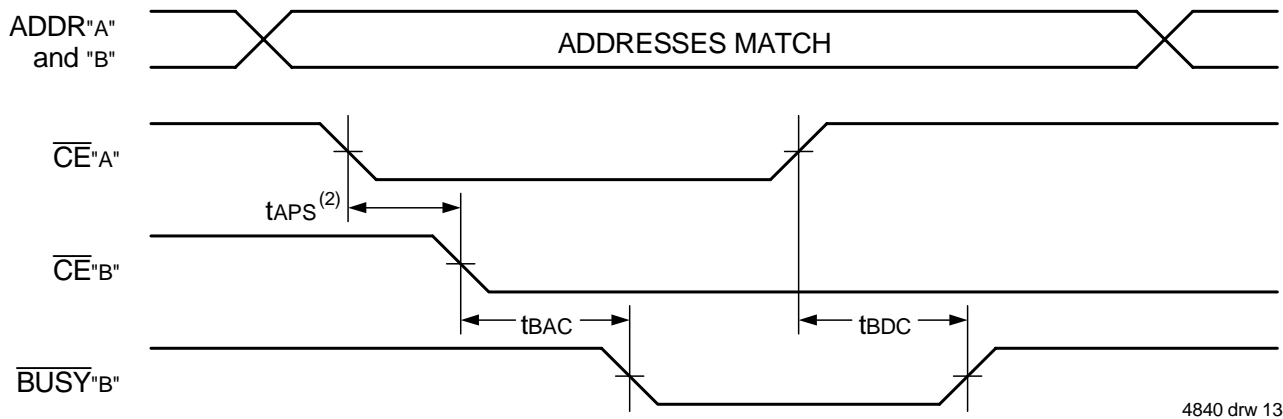 ADDR"A"
and "B"
ADDRESSES MATCH
CE"A"
tAPS(2)
CE"B"
tBAC
tBDC
BUSY"B"
4840 drw 13